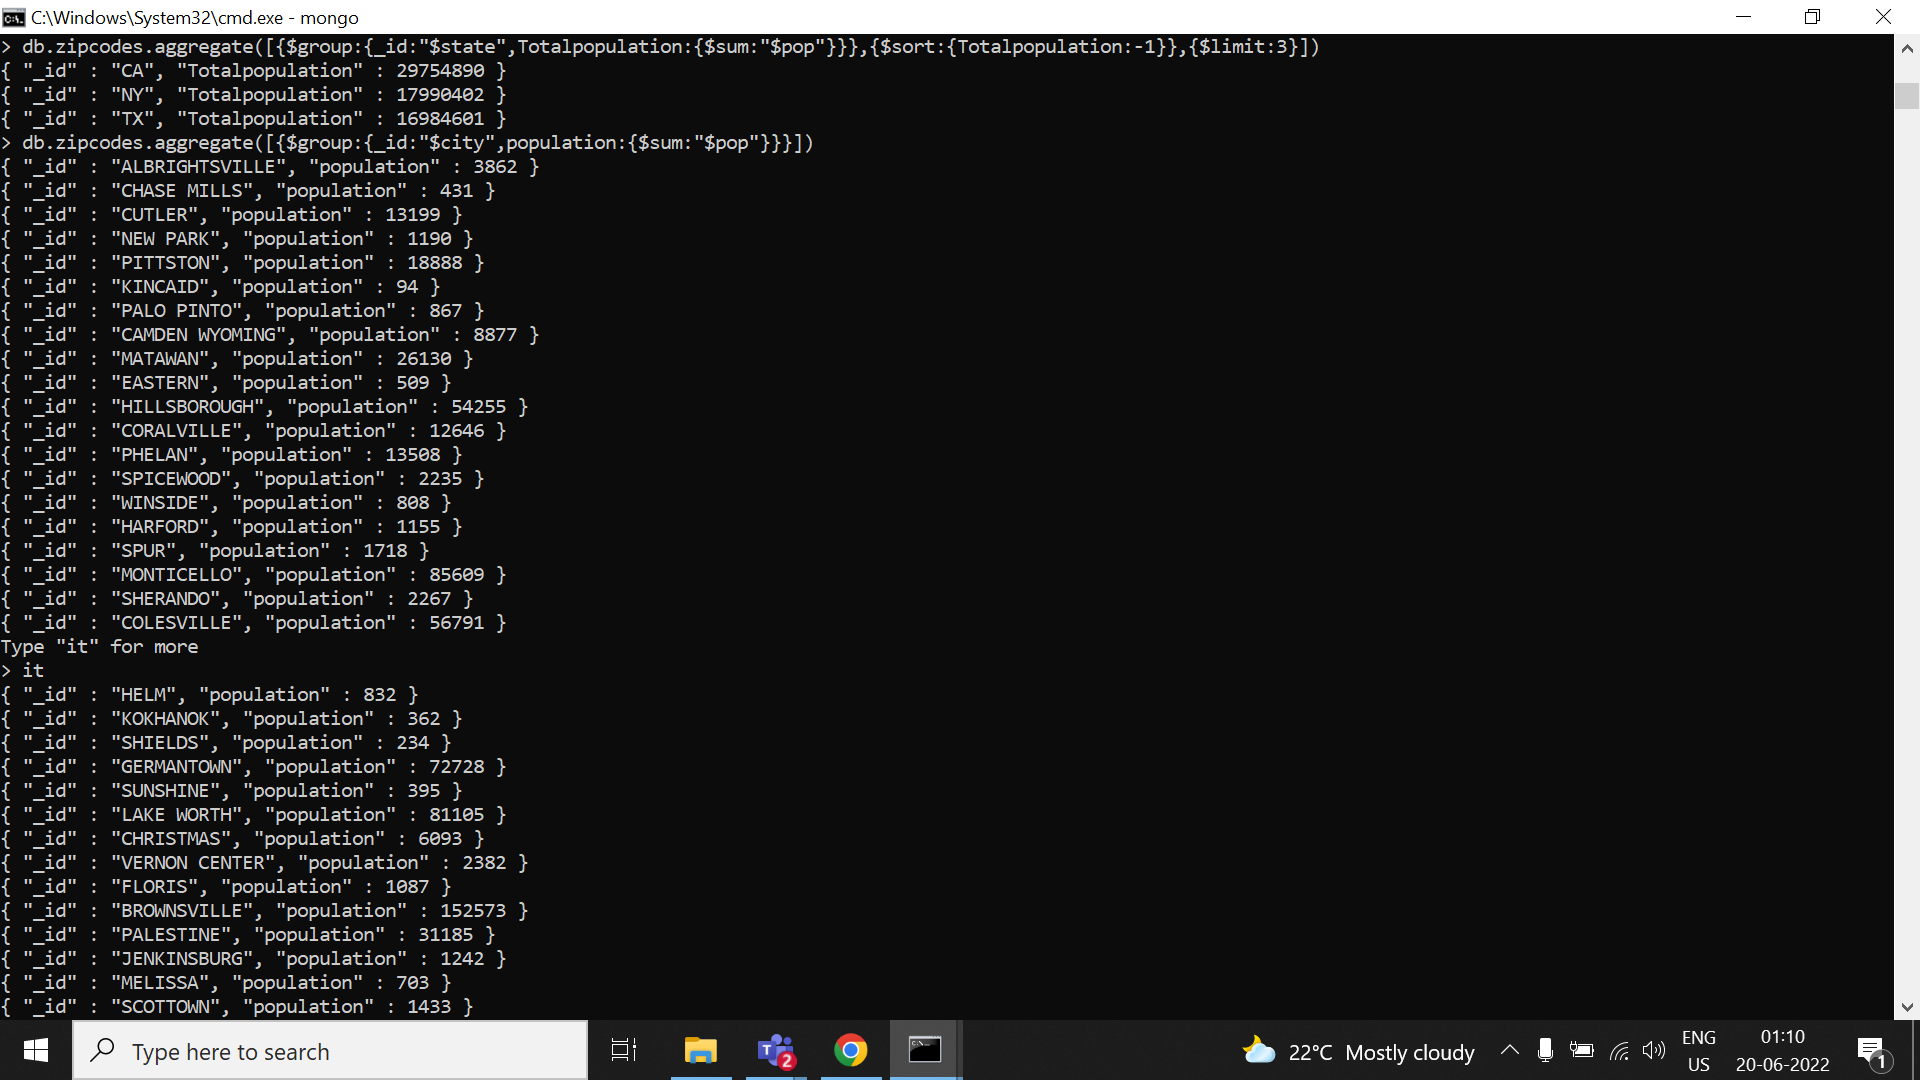 C:\Windows\System32\cmd.exe - mongo
> db.zipcodes.aggregate([{$group:{_id:"$state",Totalpopulation:{$sum:"$pop"}}},{$sort:{Totalpopulation:-1}},{$limit:3}])
{ "_id" : "CA", "Totalpopulation" : 29754890 }
{ "_id" : "NY", "Totalpopulation" : 17990402 }
{ "_id" : "TX", "Totalpopulation" : 16984601 }
> db.zipcodes.aggregate([{$group:{_id:"$city",population:{$sum:"$pop"}}}])
{ "_id" : "ALBRIGHTSVILLE", "population" : 3862 }
{ "_id" : "CHASE MILLS", "population" : 431 }
{ "_id" : "CUTLER", "population" : 13199 }
{ "_id" : "NEW PARK", "population" : 1190 }
{ "_id" : "PITTSTON", "population" : 18888 }
{ "_id" : "KINCAID", "population" : 94 }
{ "_id" : "PALO PINTO", "population" : 867 }
{ "_id" : "CAMDEN WYOMING", "population" : 8877 }
{ "_id" : "MATAWAN", "population" : 26130 }
{ "_id" : "EASTERN", "population" : 509 }
{ "_id" : "HILLSBOROUGH", "population" : 54255 }
{ "_id" : "CORALVILLE", "population" : 12646 }
{ "_id" : "PHELAN", "population" : 13508 }
{ "_id" : "SPICEWOOD", "population" : 2235 }
{ "_id" : "WINSIDE", "population" : 808 }
{ "_id" : "HARFORD", "population" : 1155 }
{ "_id" : "SPUR", "population" : 1718 }
{ "_id" : "MONTICELLO", "population" : 85609 }
{ "_id" : "SHERANDO", "population" : 2267 }
{ "_id" : "COLESVILLE", "population" : 56791 }
Type "it" for more
> it
{ "_id" : "HELM", "population" : 832 }
{ "_id" : "KOKHANOK", "population" : 362 }
{ "_id" : "SHIELDS", "population" : 234 }
{ "_id" : "GERMANTOWN", "population" : 72728 }
{ "_id" : "SUNSHINE", "population" : 395 }
{ "_id" : "LAKE WORTH", "population" : 81105 }
{ "_id" : "CHRISTMAS", "population" : 6093 }
{ "_id" : "VERNON CENTER", "population" : 2382 }
{ "_id" : "FLORIS", "population" : 1087 }
{ "_id" : "BROWNSVILLE", "population" : 152573 }
{ "_id" : "PALESTINE", "population" : 31185 }
{ "_id" : "JENKINSBURG", "population" : 1242 }
{ "_id" : "MELISSA", "population" : 703 }
{ "_id" : "SCOTTOWN", "population" : 1433 }
Type here to search
T
2
22°C Mostly cloudy
ENG
US
01:10
20-06-2022
1